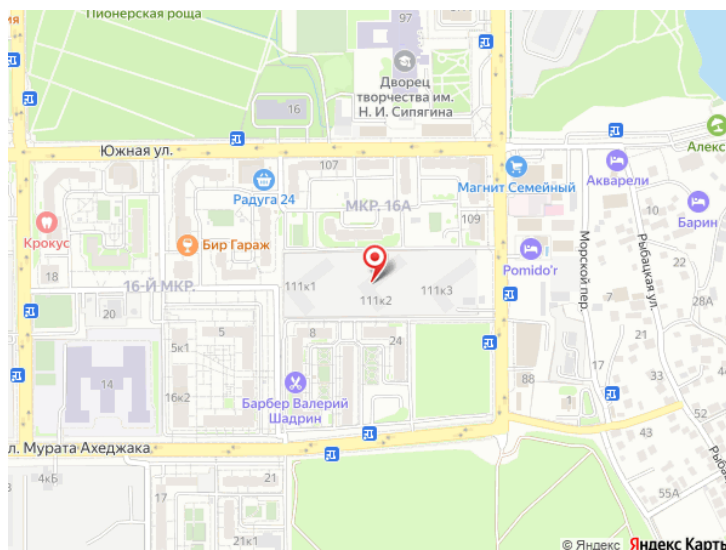 Пионерская роща
97
Дворец
творчества им.
Н. И. Сипягина
16
Южная ул.
107
Магнит Семейный
Алекс
Радуга 24
МКР. 16А
Акварели
109
10
Барин
Крокус
Бир Гараж
Pomido'r
Морской пер.
Рыбацкая ул.
22
28А
18
16-Й МКР.
111к1
111к2
111к3
7
20
5
8
24
21
5к1
17
33
14
16к2
Барбер Валерий
Шадрин
88
1
52
л. Мурата Ахеджака
43
Рыбац
4кБ
17
21
55А
© Яндекс Яндекс Карты